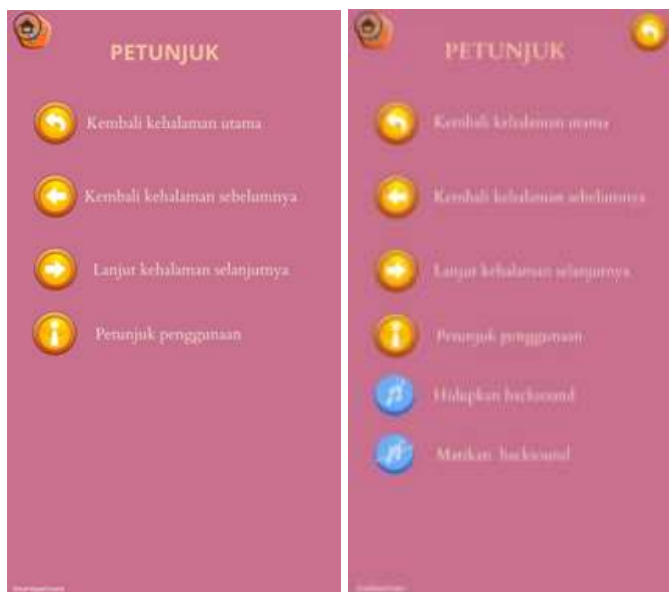 PETUNJUK
Kembali kehalaman utama
Kembali kehalaman sebelumnya
Lanjut kehalaman selanjutnya
Petunjuk penggunaan
PETUNJUK
Kembali kehalaman utama
Kembali kehalaman sebelumnya
Lanjut kehalaman selanjutnya
Petunjuk penggunaan
Hidupkan backsound
Matikan backsound